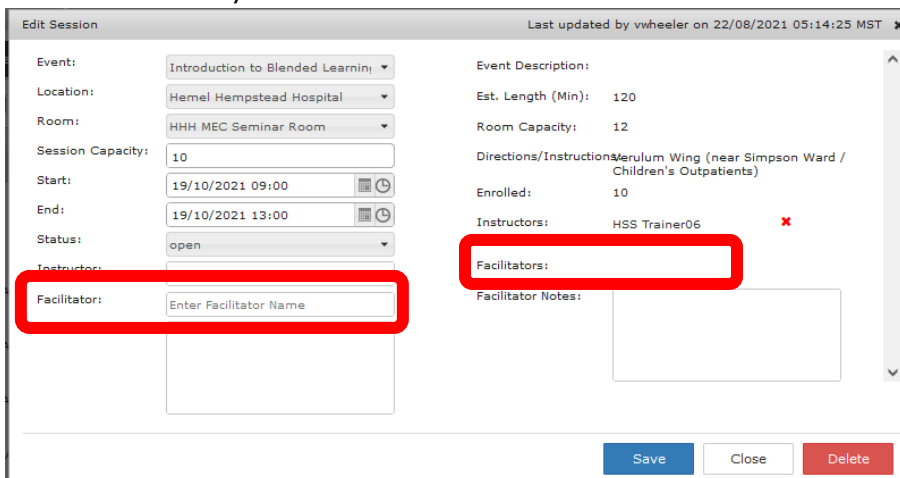 Edit Session Last updated by vwheeler on 22/08/2021 05:14:25 MST ✖
Event: Introduction to Blended Learnin
Location: Hemel Hempstead Hospital
Room: HHH MEC Seminar Room
Session Capacity: 10
Start: 19/10/2021 09:00
End: 19/10/2021 13:00
Status: open
Instructor:
Facilitator: Enter Facilitator Name
Event Description:
Est. Length (Min): 120
Room Capacity: 12
Directions/Instructions: Verulum Wing (near Simpson Ward /
Children's Outpatients)
Enrolled: 10
Instructors: HSS Trainer06 ✖
Facilitators:
Facilitator Notes:
Save Close Delete